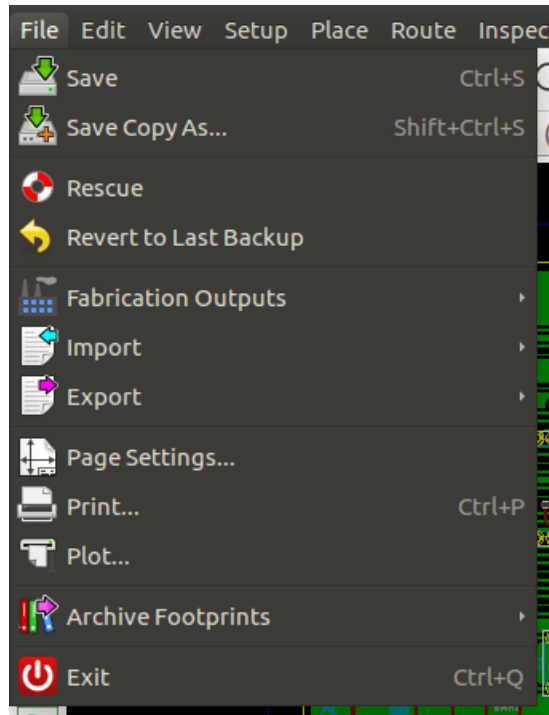 File Edit View Setup Place Route Inspec
Save Ctrl+S
Save Copy As... Shift+Ctrl+S
Rescue
Revert to Last Backup
Fabrication Outputs
Import
Export
Page Settings...
Print... Ctrl+P
Plot...
Archive Footprints
Exit Ctrl+Q